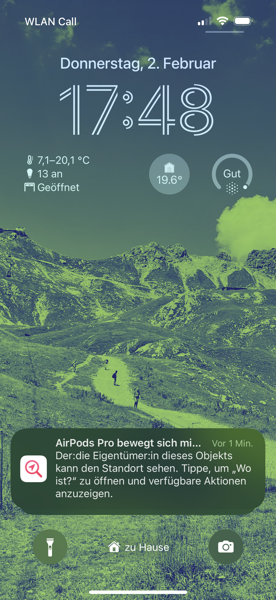 WLAN Call
Donnerstag, 2. Februar
17:48
7,1–20,1 °C
13 an
Geöffnet
19.6°
Gut
AirPods Pro bewegt sich mi...
Vor 1 Min.
Der:die Eigentümer:in dieses Objekts
kann den Standort sehen. Tippe, um „Wo
ist?“ zu öffnen und verfügbare Aktionen
anzuzeigen.
zu Hause